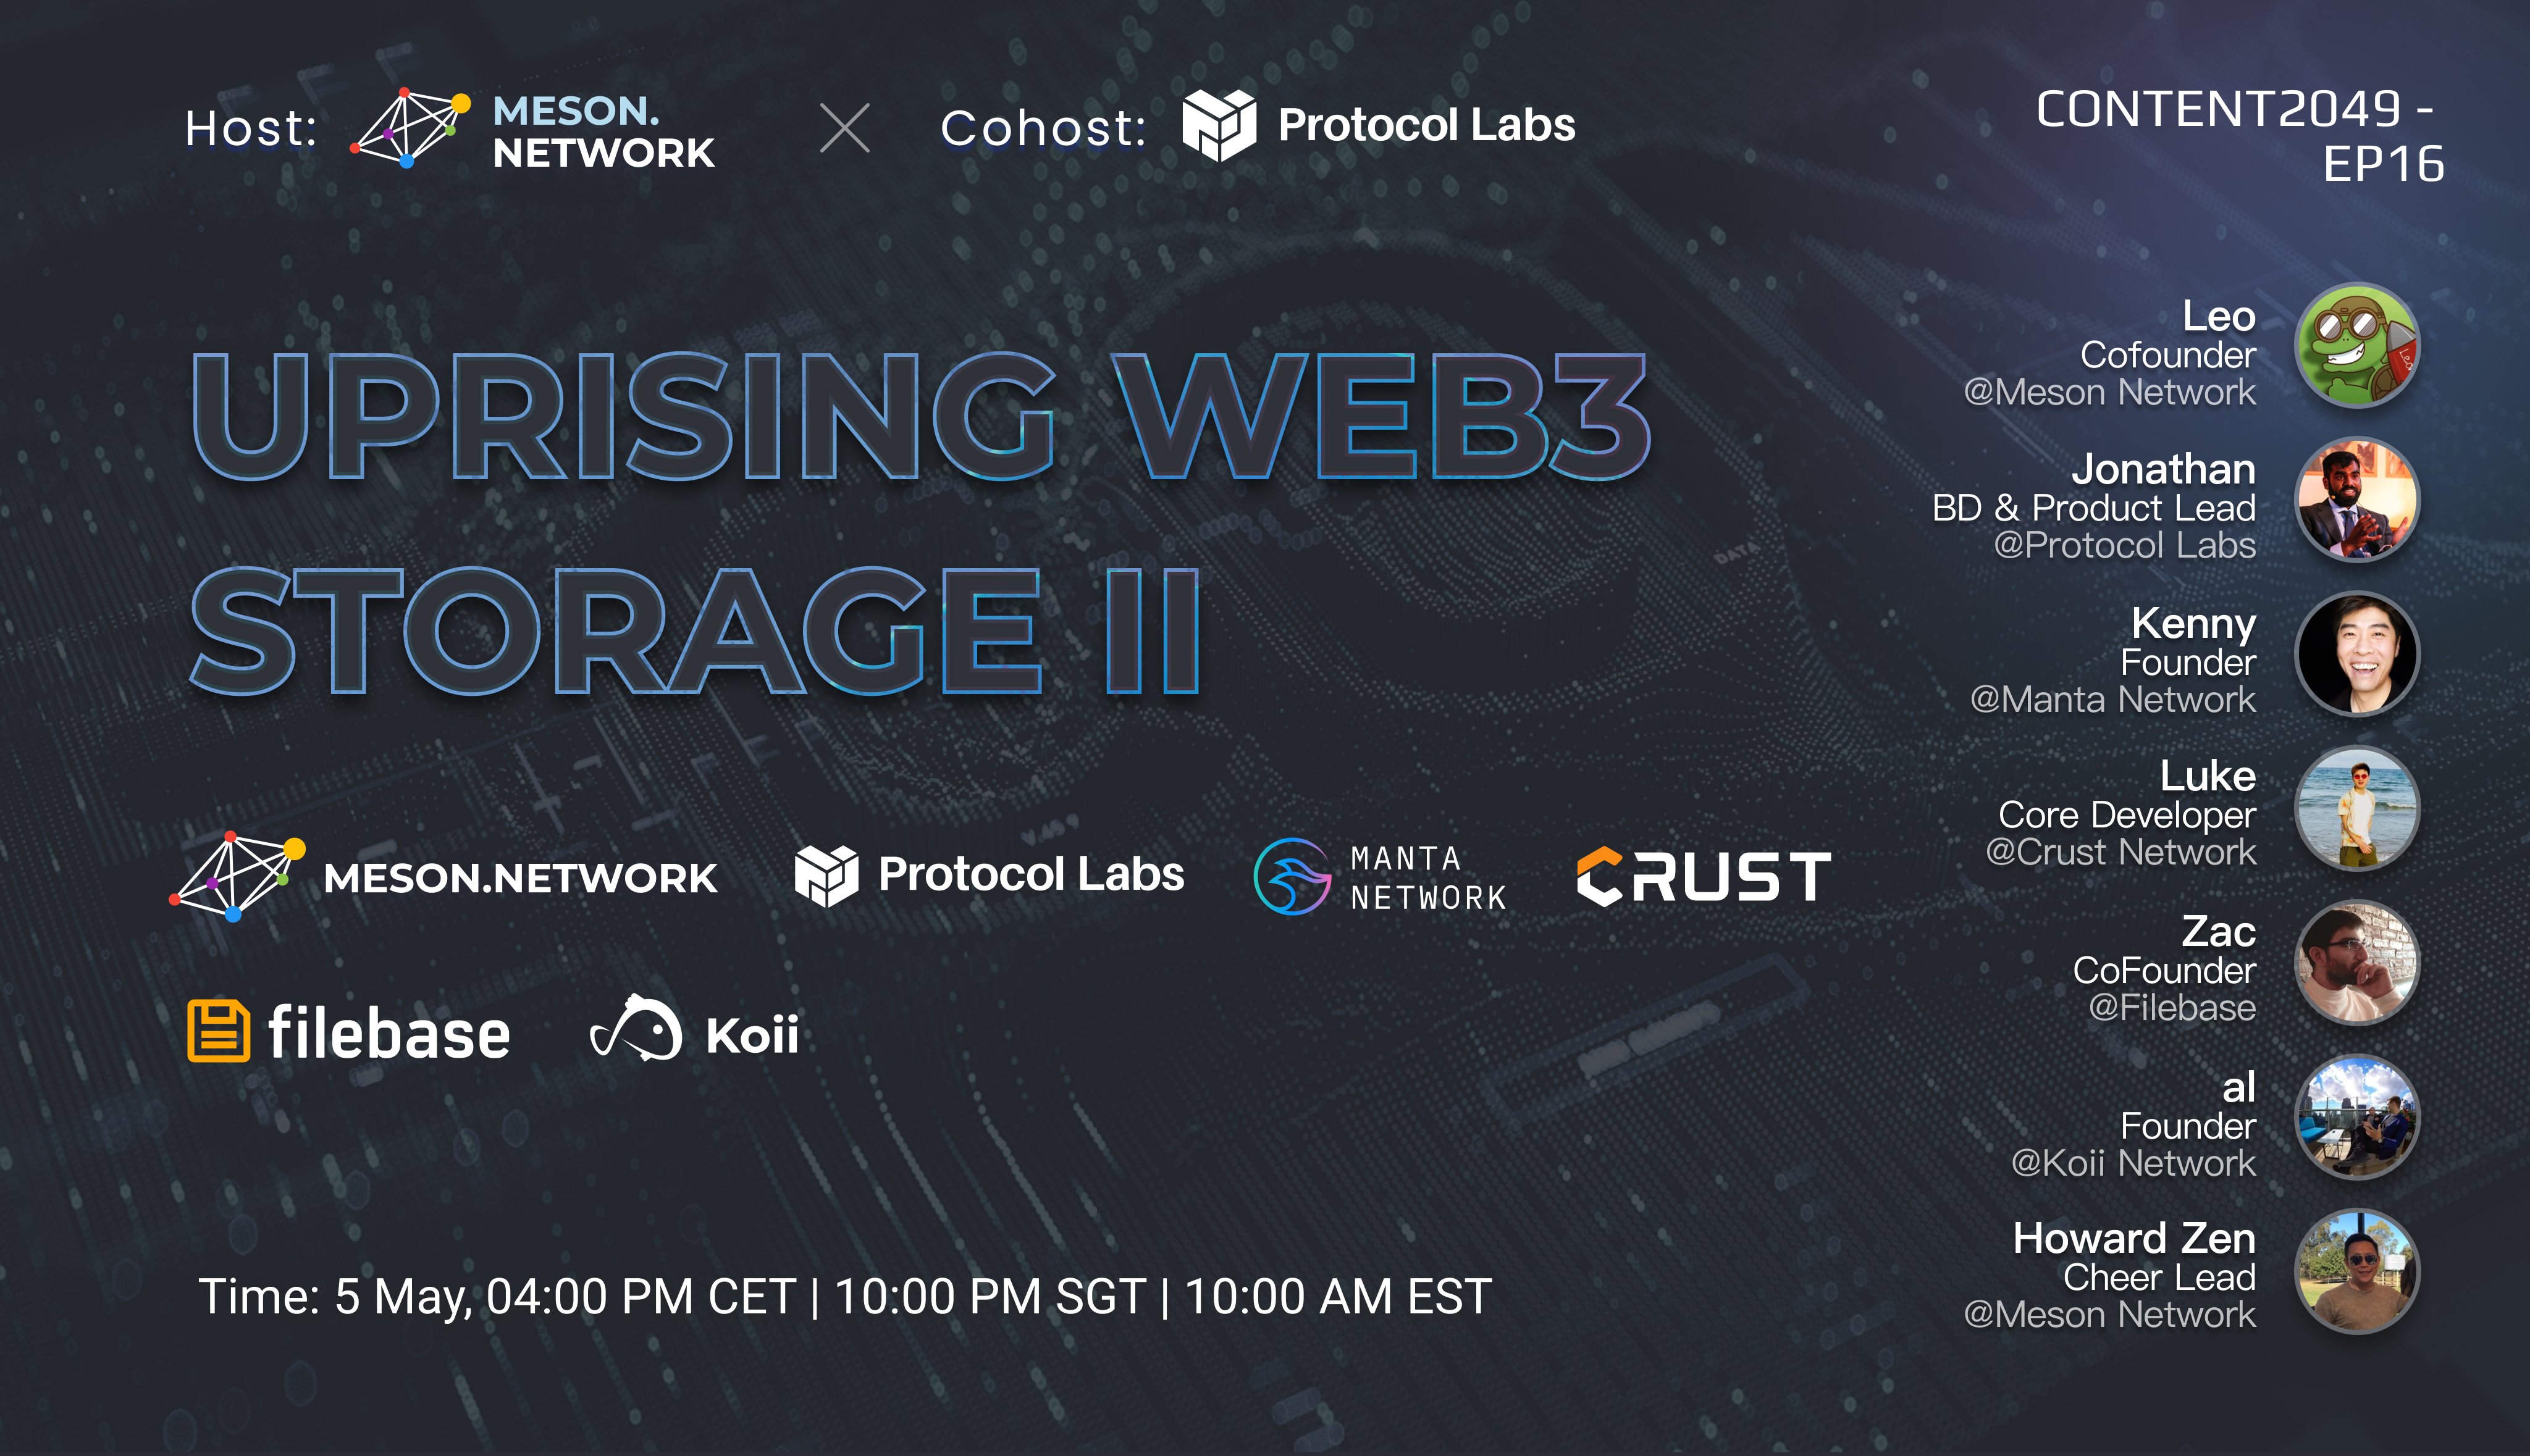 Host: MESON.
NETWORK
Cohost: Protocol Labs
CONTENT2049 -
EP16
UPRISING WEB3
STORAGE II
MESON.NETWORK
Protocol Labs
MANTA
NETWORK
CRUST
filebase
Koii
Time: 5 May, 04:00 PM CET | 10:00 PM SGT | 10:00 AM EST
Leo
Cofounder
@Meson Network
Jonathan
BD & Product Lead
@Protocol Labs
Kenny
Founder
@Manta Network
Luke
Core Developer
@Crust Network
Zac
CoFounder
@Filebase
al
Founder
@Koii Network
Howard Zen
Cheer Lead
@Meson Network
DATA